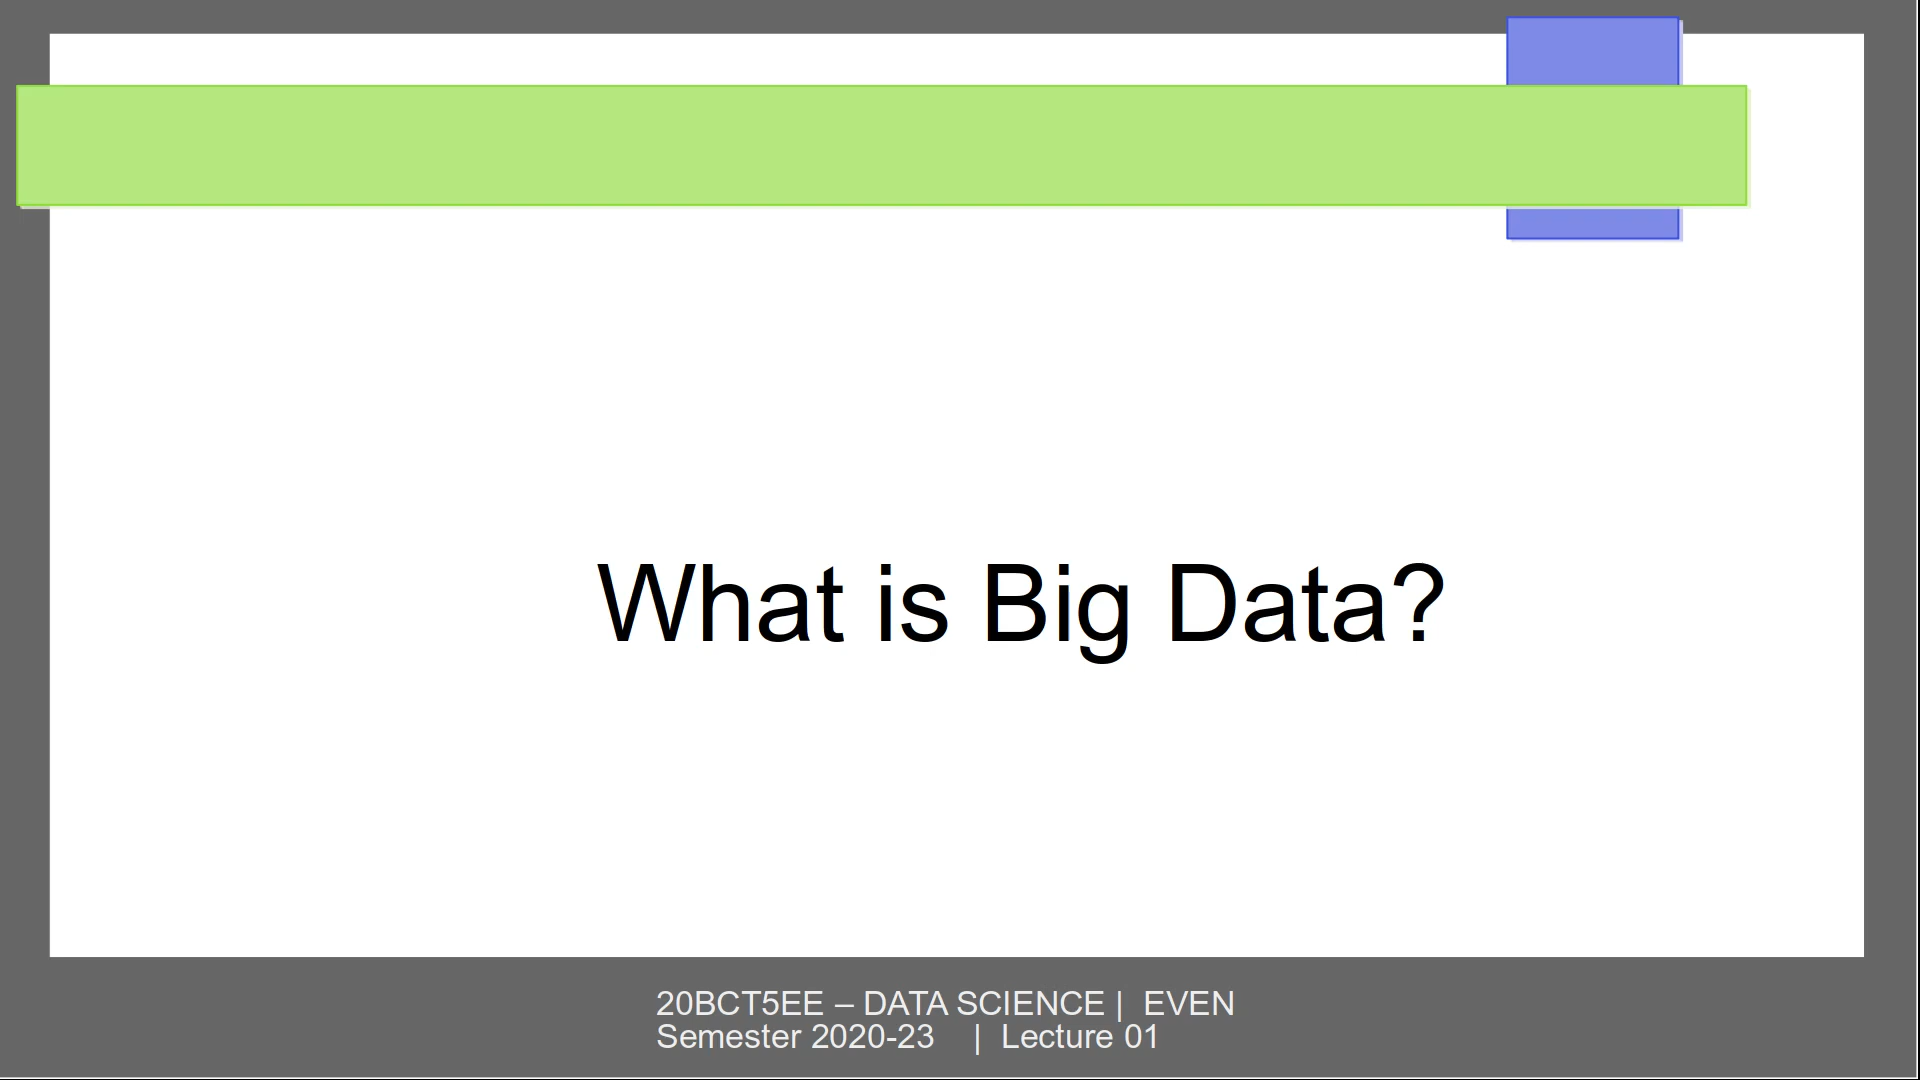 What is Big Data?
20BCT5EE – DATA SCIENCE | EVEN
Semester 2020-23 | Lecture 01